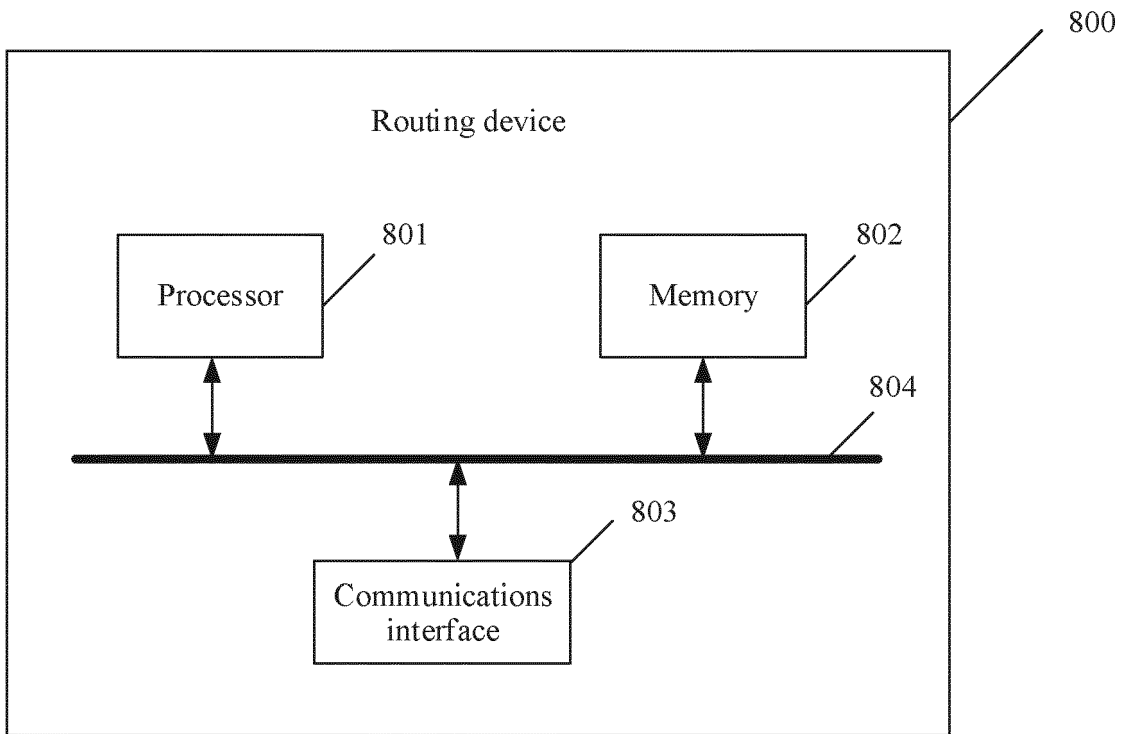 800
Routing device
801
802
Processor
Memory
804
803
Communications
interface